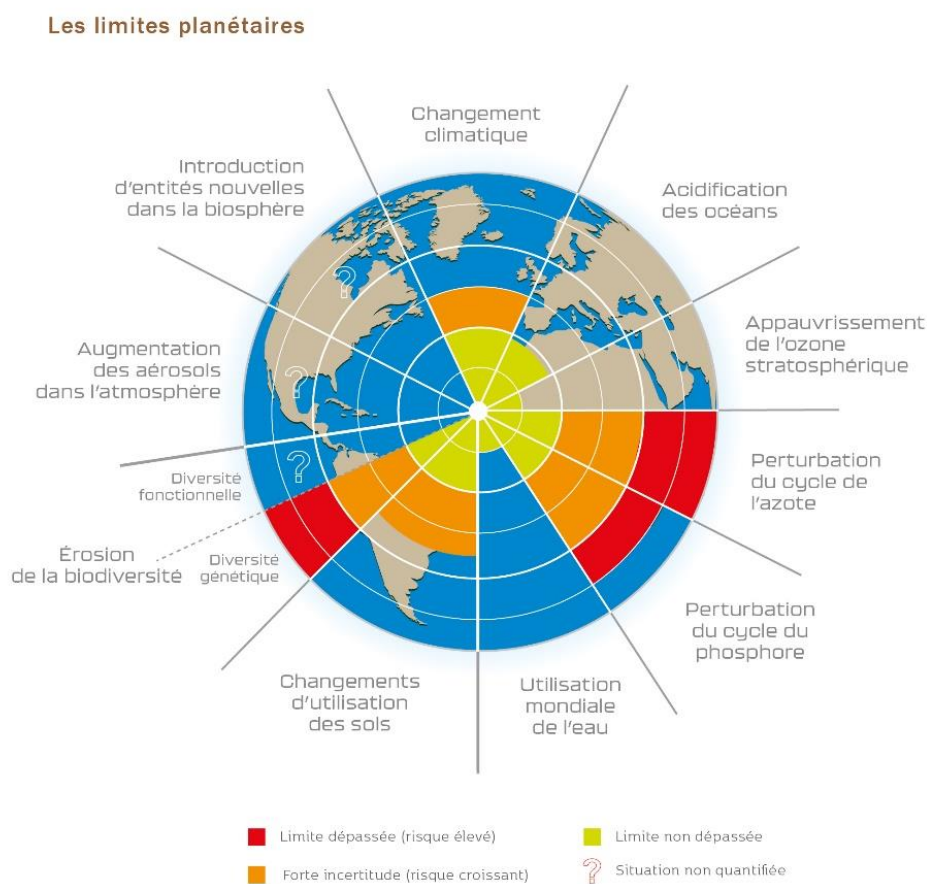 Les limites planétaires
Changement
climatique
Introduction
d'entités nouvelles
dans la biosphère
Acidification
des océans
?
Augmentation
des aérosols
dans l'atmosphère
?
Appauvrissement
de l'ozone
stratosphérique
Diversité
fonctionnelle
?
Perturbation
du cycle de
l'azote
Érosion
de la biodiversité
Diversité
génétique
Perturbation
du cycle du
phosphore
Changements
d'utilisation
des sols
Utilisation
mondiale
de l'eau
Limite dépassée (risque élevé)
Limite non dépassée
Forte incertitude (risque croissant)
? Situation non quantifiée